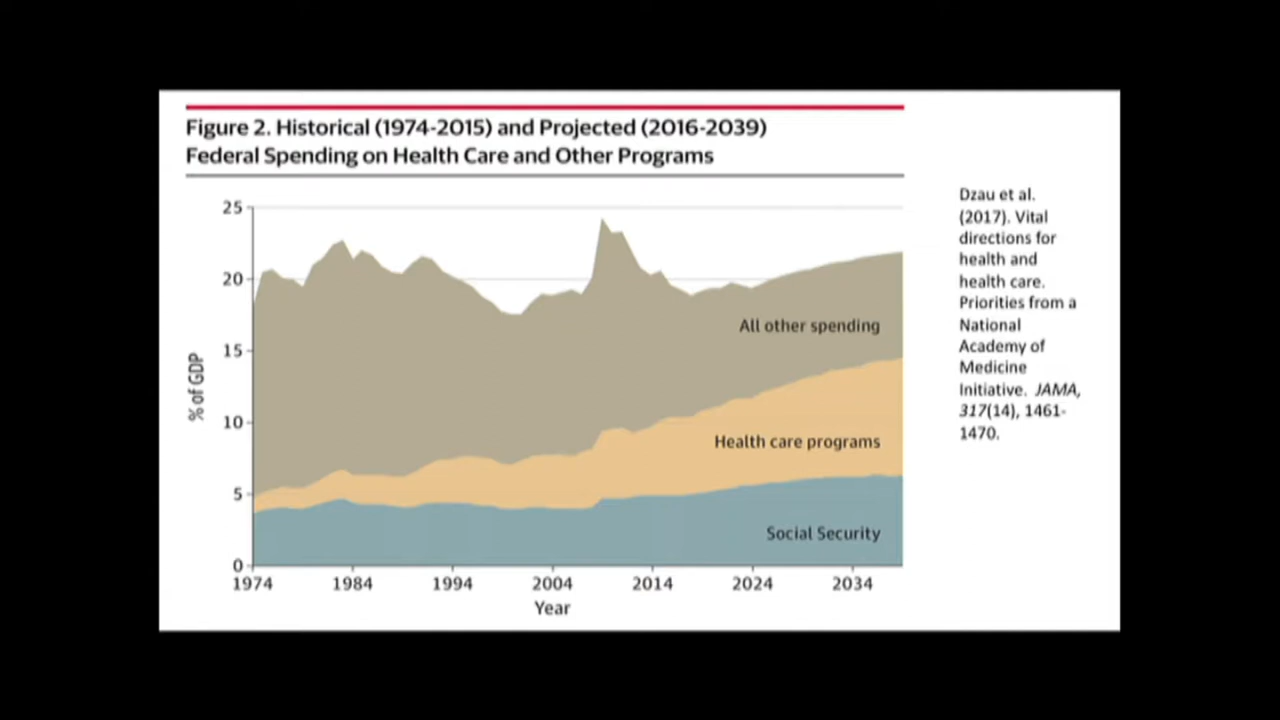 Figure 2. Historical (1974-2015) and Projected (2016-2039)
Federal Spending on Health Care and Other Programs
25
20
15
10
5
0
% of GDP
All other spending
Health care programs
Social Security
1974 1984 1994 2004 2014 2024 2034
Year
Dzau et al.
(2017). Vital
directions for
health and
health care.
Priorities from a
National
Academy of
Medicine
Initiative. JAMA,
317(14), 1461-
1470.